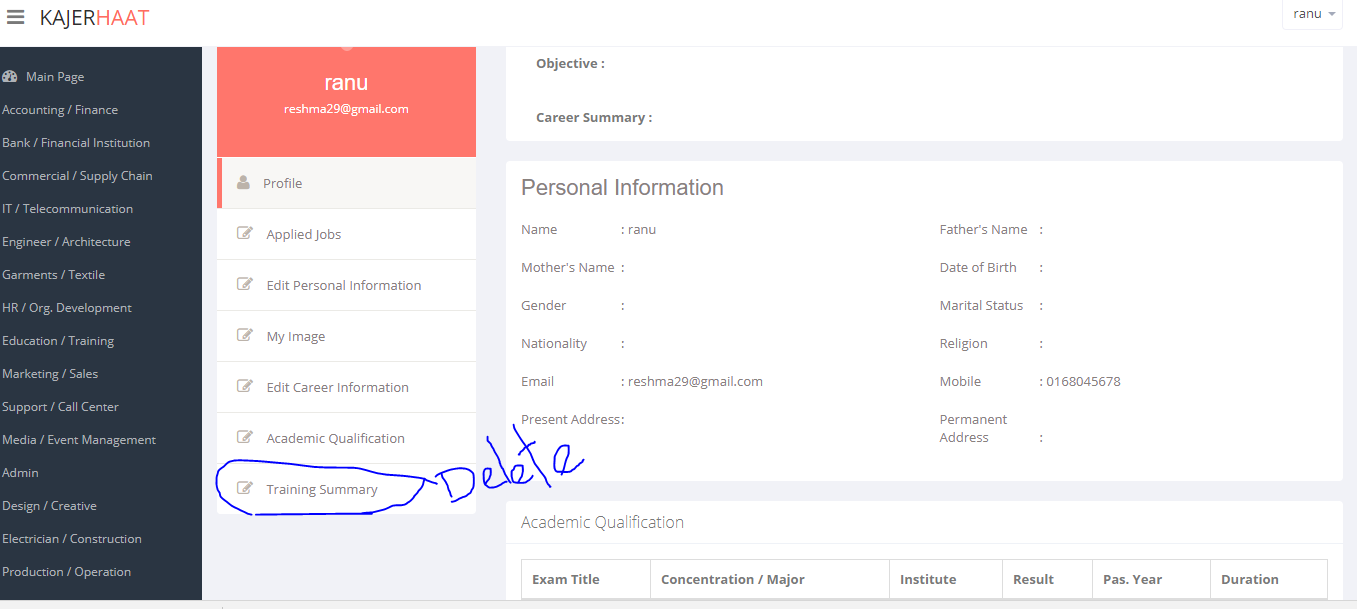 KAJERHAAT
ranu
Main Page
Accounting / Finance
Bank / Financial Institution
Commercial / Supply Chain
IT / Telecommunication
Engineer / Architecture
Garments / Textile
HR / Org. Development
Education / Training
Marketing / Sales
Support / Call Center
Media / Event Management
Admin
Design / Creative
Electrician / Construction
Production / Operation
ranu
reshma29@gmail.com
Profile
Applied Jobs
Edit Personal Information
My Image
Edit Career Information
Academic Qualification
Training Summary
Delete
Objective :
Career Summary :
Personal Information
Name : ranu
Father's Name :
Mother's Name :
Date of Birth :
Gender :
Marital Status :
Nationality :
Religion :
Email : reshma29@gmail.com
Mobile : 0168045678
Present Address:
Permanent
Address :
Academic Qualification
Exam Title Concentration / Major Institute Result Pas. Year Duration